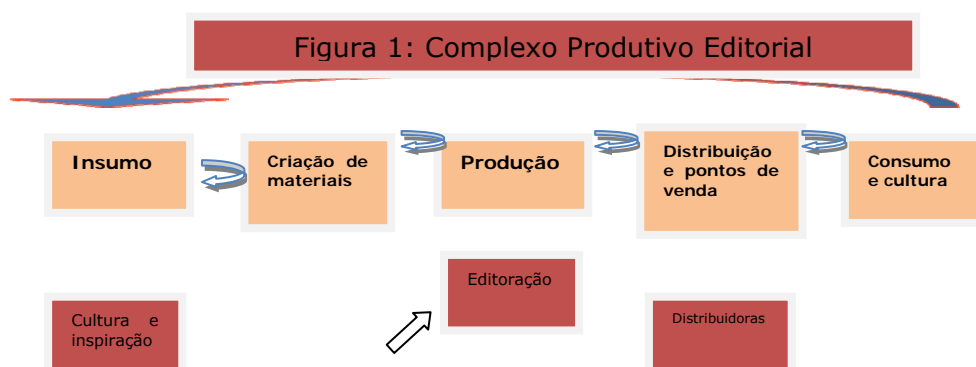 Figura 1: Complexo Produtivo Editorial
Insumo
Criação de
materiais
Produção
Distribuição
e pontos de
venda
Consumo
e cultura
Editoração
Cultura e
inspiração
Distribuidoras